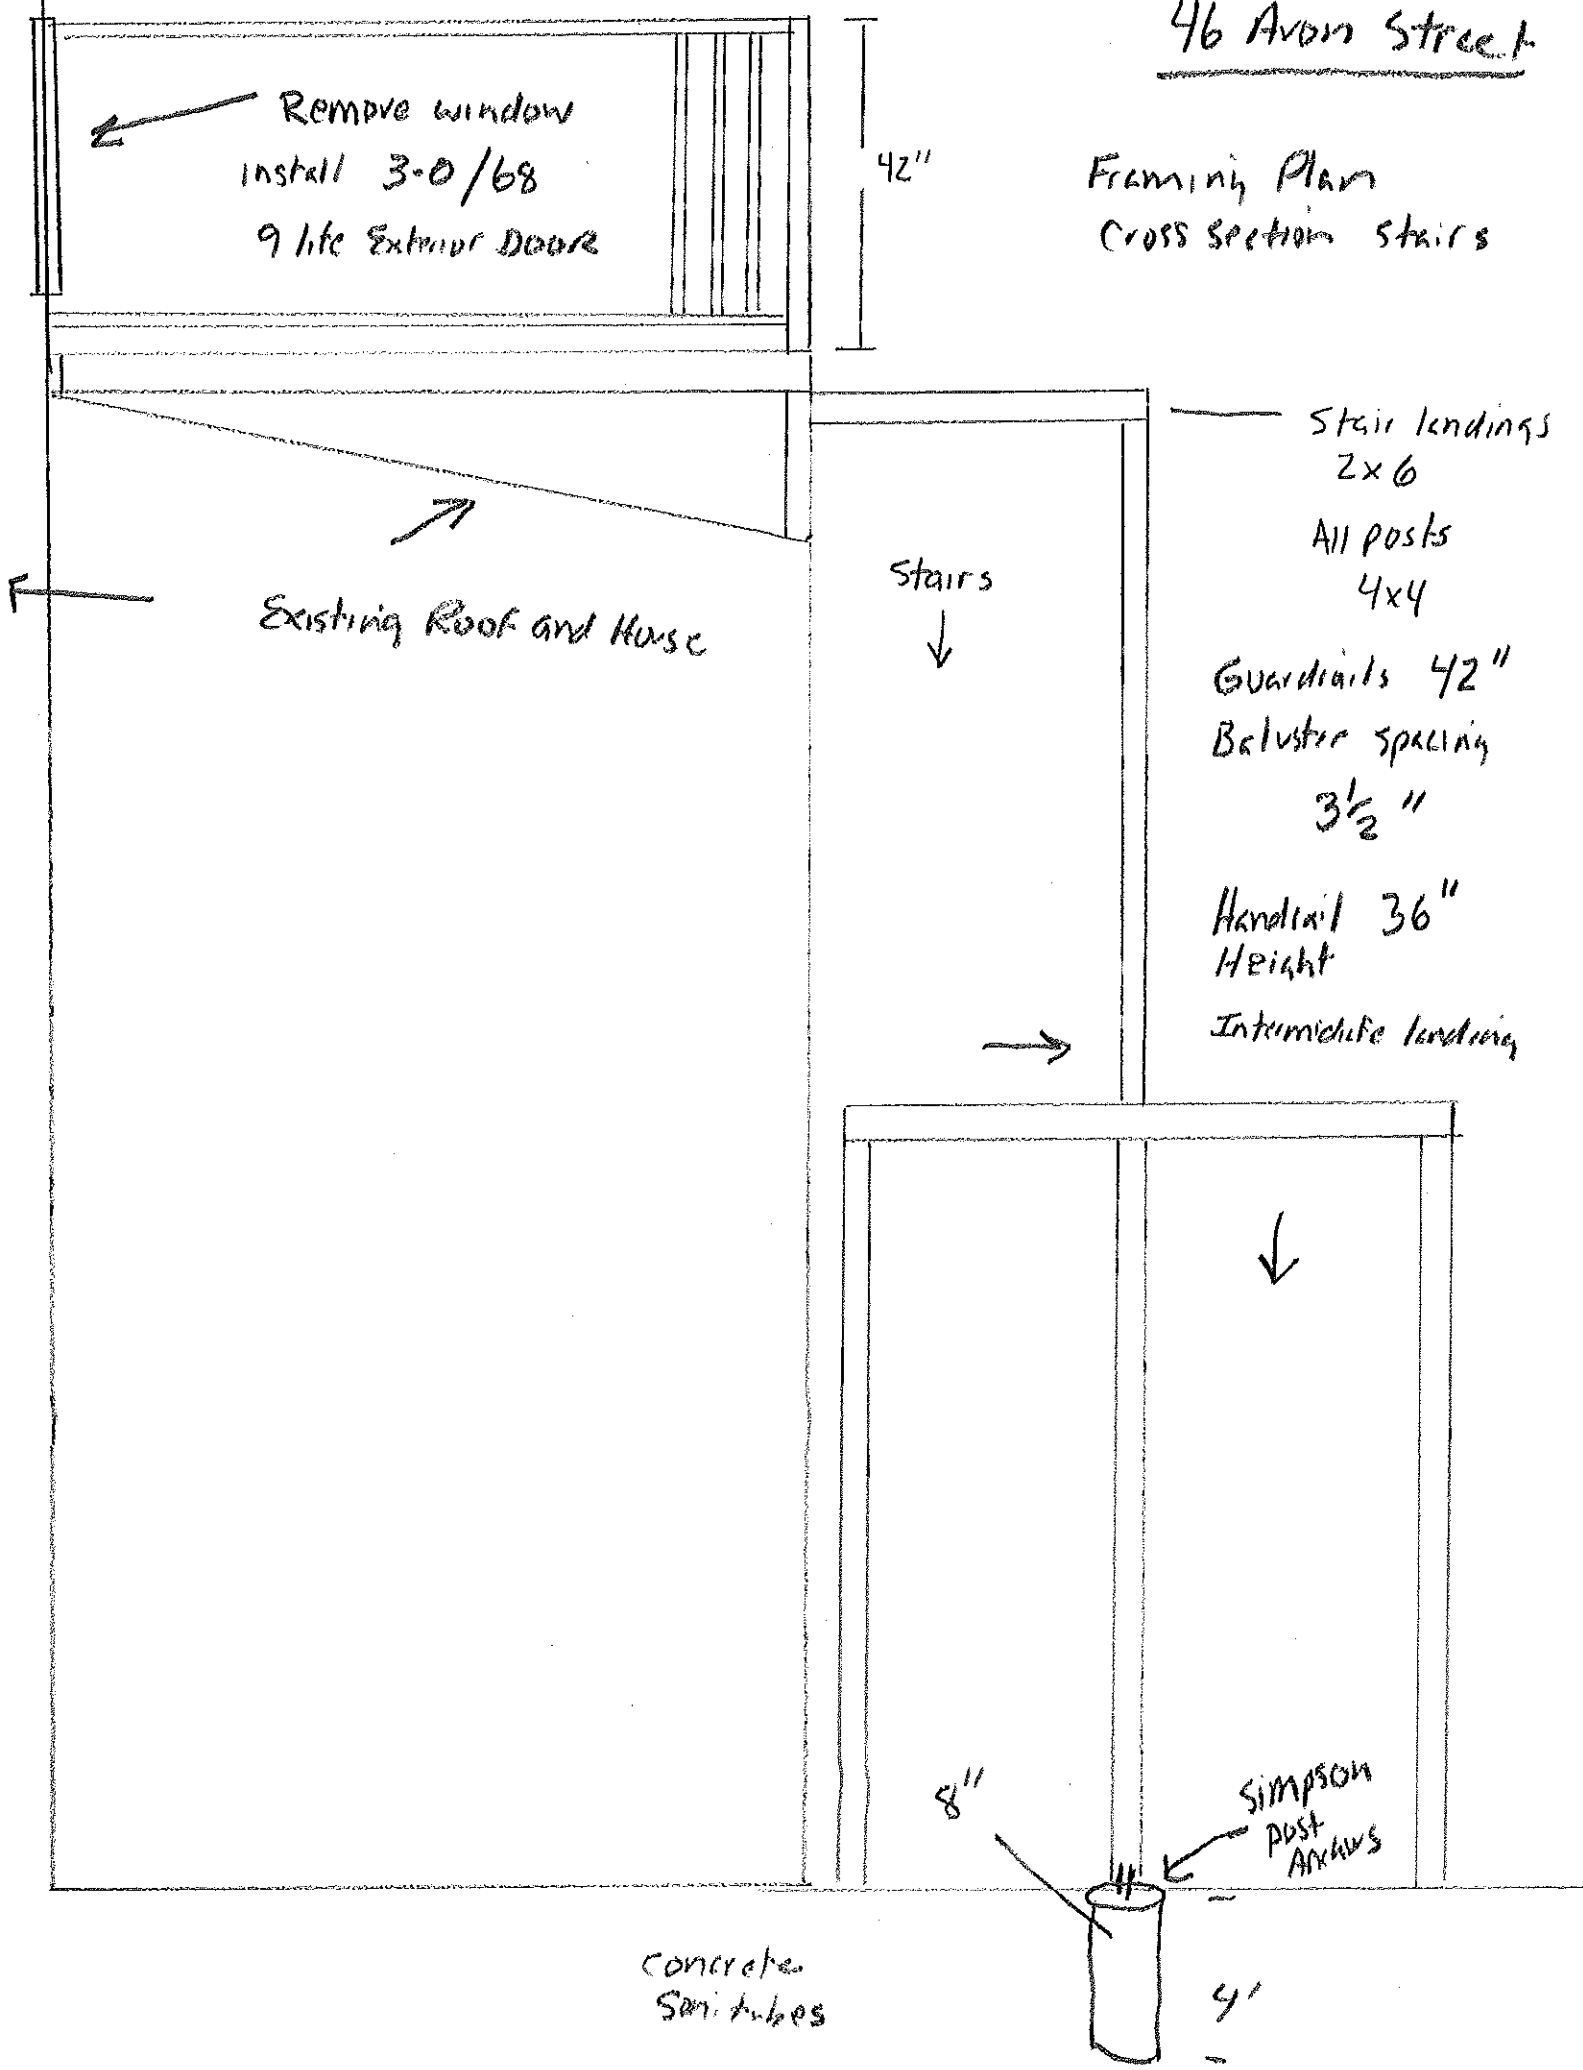 46 Avon Street
Framing Plan
Cross Section Stairs
Remove window
install 3-0/68
9 lite Exterior Door
42"
Stair landings
2x6
All posts
4x4
Existing Roof and House
Stairs
Guardrails 42"
Baluster spacing
3 1/2 "
Handrail 36"
Height
Intermidate landing
8"
Simpson
post
Anchors
concrete
Sonitubes
4'